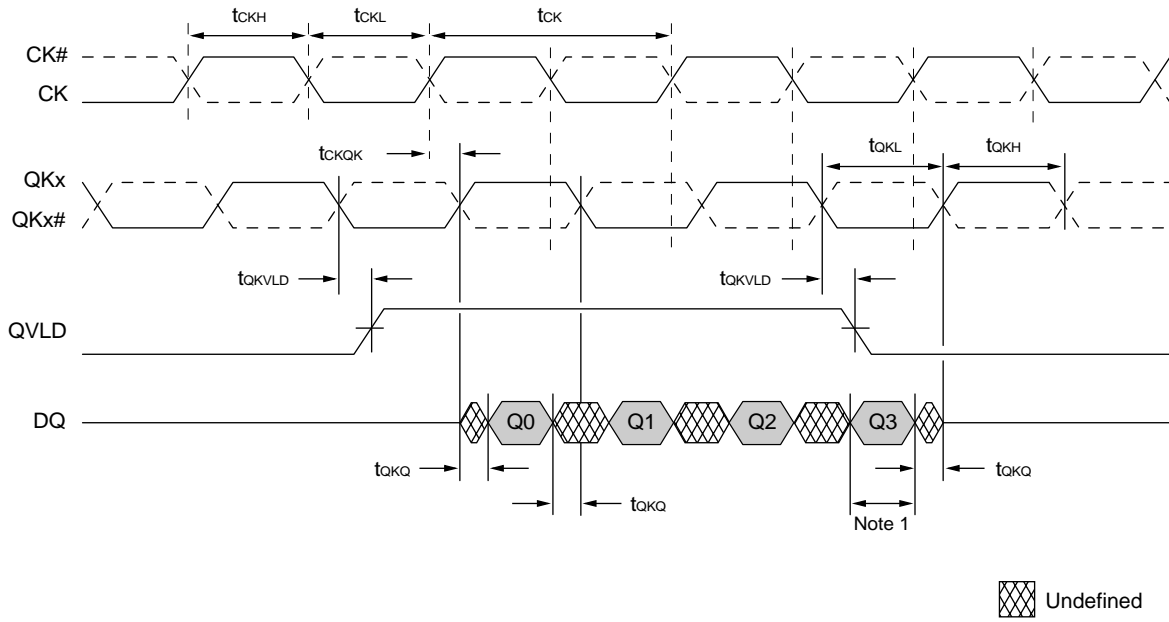 tCKH tCKL tCK
CK#
CK
tCKQK tQKL tQKH
QKx
QKx#
tQKVLD tQKVLD
QVLD
DQ Q0 Q1 Q2 Q3
tQKQ tQKQ
tQKQ
Note 1
Undefined